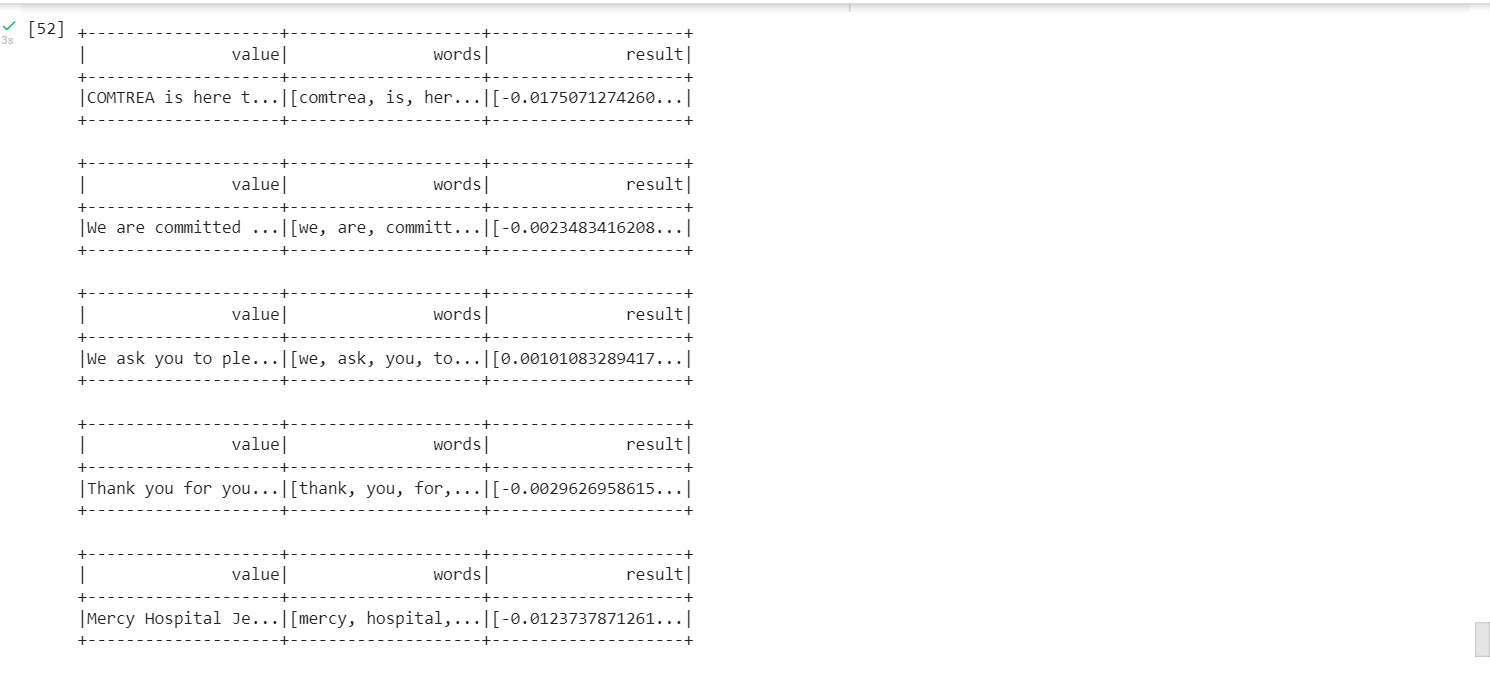 [52]
3s
+--------------------+--------------------+--------------------+
|               value|               words|              result|
+--------------------+--------------------+--------------------+
|COMTREA is here t...|[comtrea, is, her...|[-0.0175071274260...|
+--------------------+--------------------+--------------------+
+--------------------+--------------------+--------------------+
|               value|               words|              result|
+--------------------+--------------------+--------------------+
|We are committed ...|[we, are, committ...|[-0.0023483416208...|
+--------------------+--------------------+--------------------+
+--------------------+--------------------+--------------------+
|               value|               words|              result|
+--------------------+--------------------+--------------------+
|We ask you to ple...|[we, ask, you, to...|[0.00101083289417...|
+--------------------+--------------------+--------------------+
+--------------------+--------------------+--------------------+
|               value|               words|              result|
+--------------------+--------------------+--------------------+
|Thank you for you...|[thank, you, for,...|[-0.0029626958615...|
+--------------------+--------------------+--------------------+
+--------------------+--------------------+--------------------+
|               value|               words|              result|
+--------------------+--------------------+--------------------+
|Mercy Hospital Je...|[mercy, hospital,...|[-0.0123737871261...|
+--------------------+--------------------+--------------------+